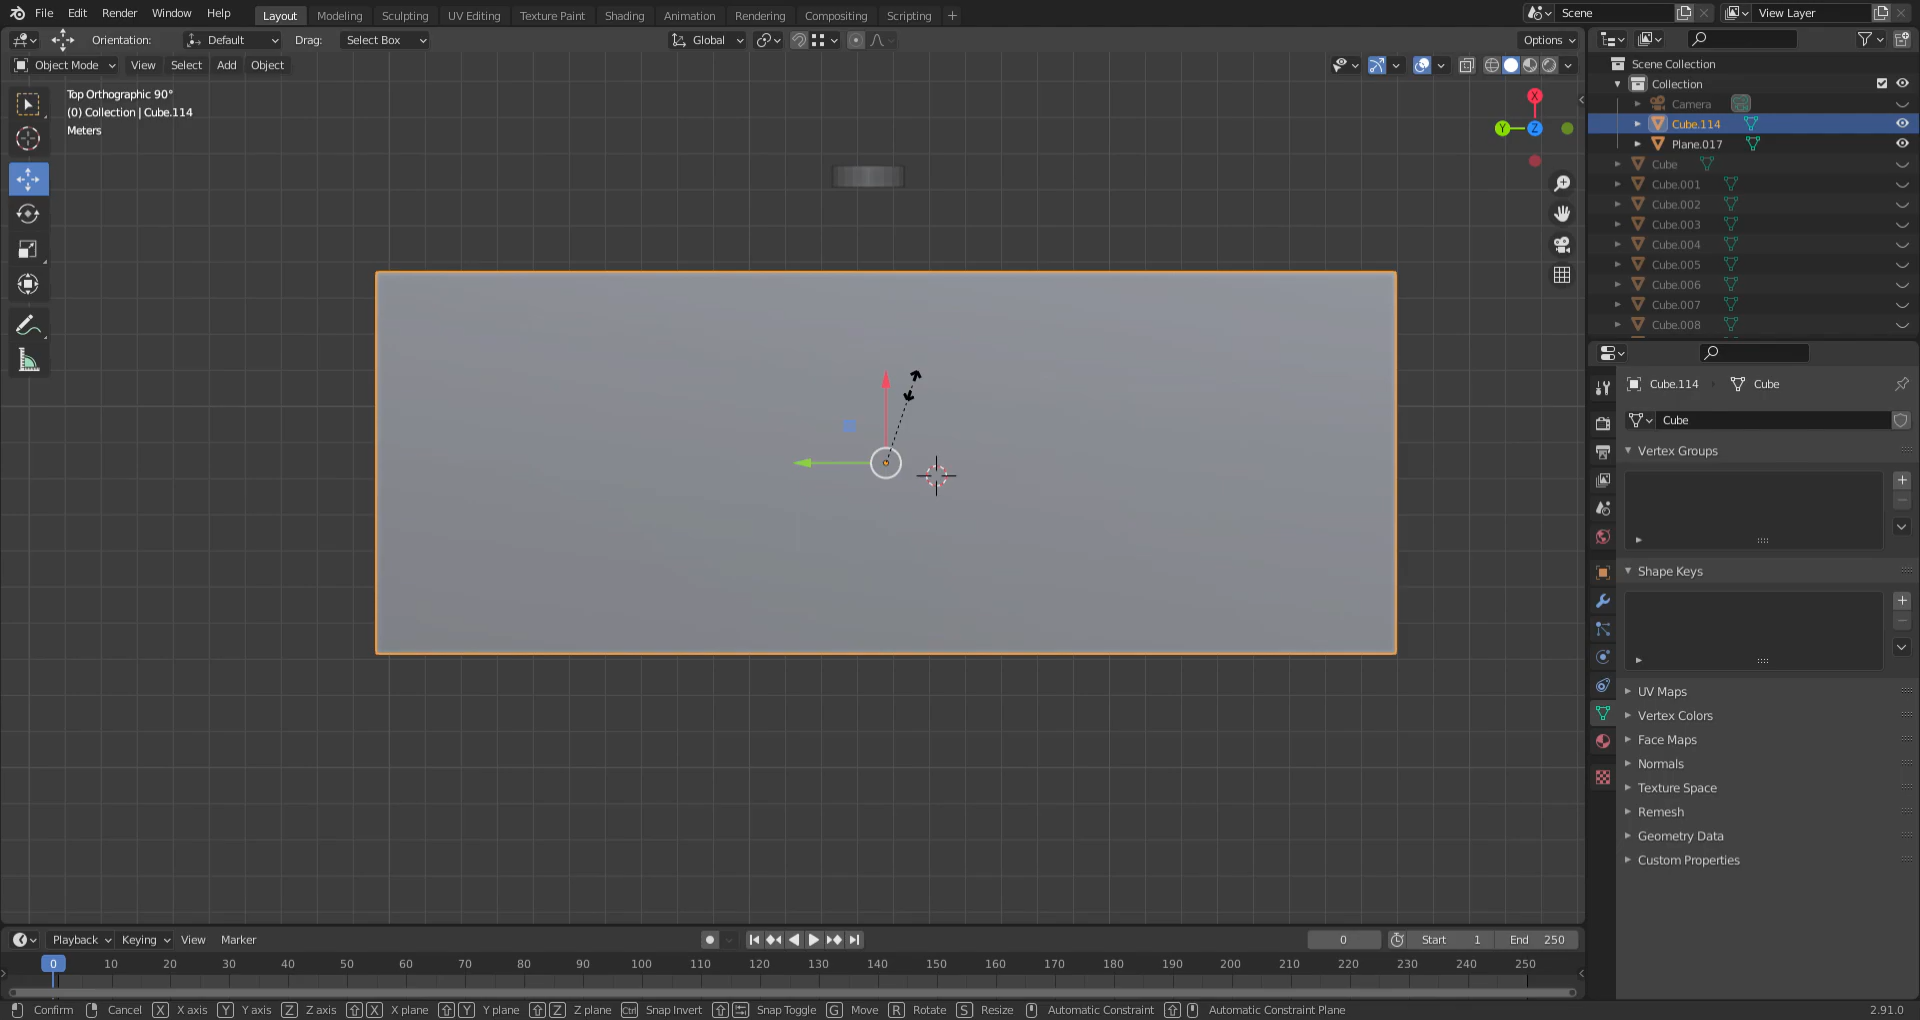 File Edit Render Window Help Layout Modeling Sculpting UV Editing Texture Paint Shading Animation Rendering Compositing Scripting + Scene View Layer
Orientation: Default Drag: Select Box Global Options
Object Mode View Select Add Object
Top Orthographic 90°
(0) Collection | Cube.114
Meters
X
Y
Z
Scene Collection
Collection
Camera
Cube.114
Plane.017
Cube
Cube.001
Cube.002
Cube.003
Cube.004
Cube.005
Cube.006
Cube.007
Cube.008
Cube.114 Cube
Cube
Vertex Groups
Shape Keys
UV Maps
Vertex Colors
Face Maps
Normals
Texture Space
Remesh
Geometry Data
Custom Properties
Playback Keying View Marker 0 Start 1 End 250
0 10 20 30 40 50 60 70 80 90 100 110 120 130 140 150 160 170 180 190 200 210 220 230 240 250
Confirm Cancel X X axis Y Y axis Z Z axis X X plane Y Y plane Z Z plane Ctrl Snap Invert Snap Toggle G Move R Rotate S Resize Automatic Constraint Automatic Constraint Plane 2.91.0